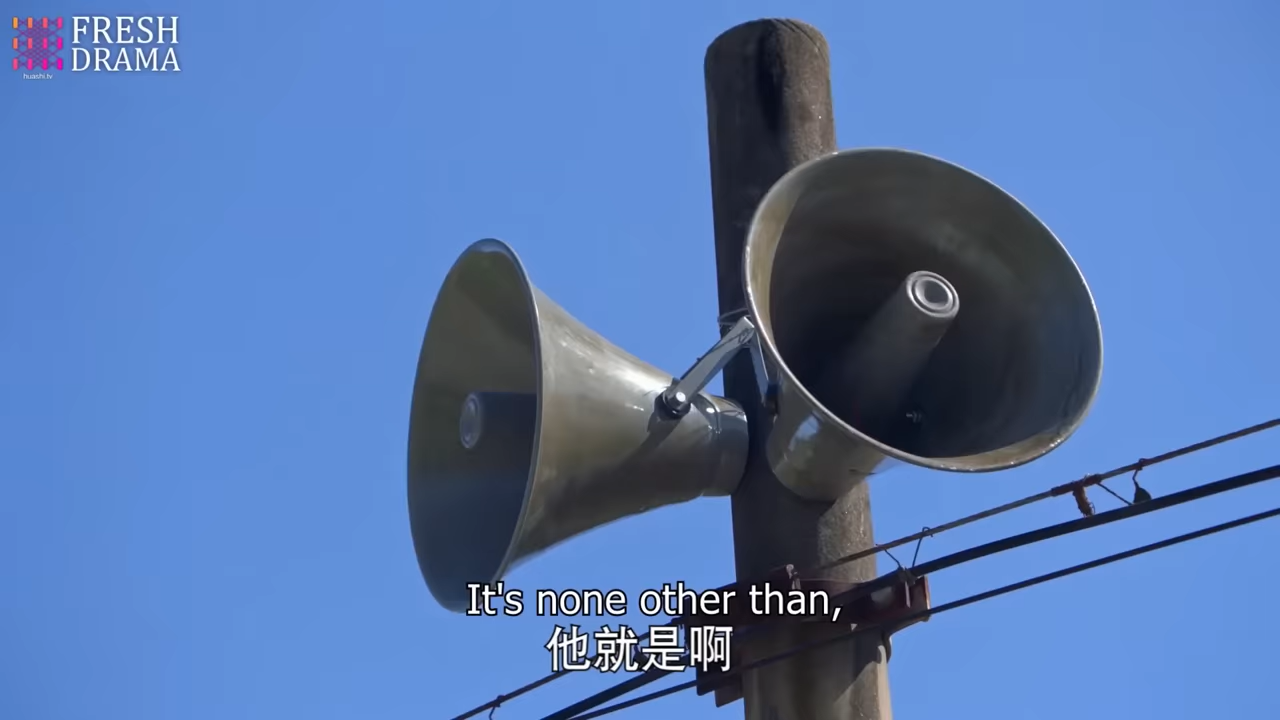 FRESH
DRAMA
huashi.tv
It's none other than,
他就是啊